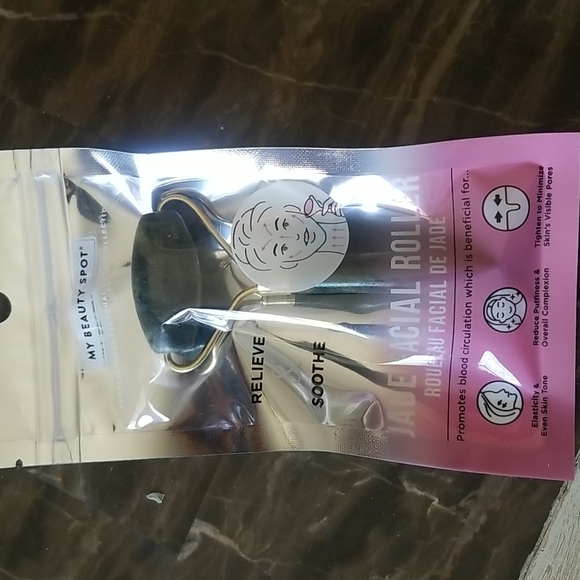 MY BEAUTY SPOT®
RELIEVE
SOOTHE
JADE FACIAL ROLLER
ROULEAU FACIAL DE JADE
Promotes blood circulation which is beneficial for...
Elasticity &
Even Skin Tone
Reduce Puffiness &
Overall Complexion
Tighten to Minimize
Skin's Visible Pores